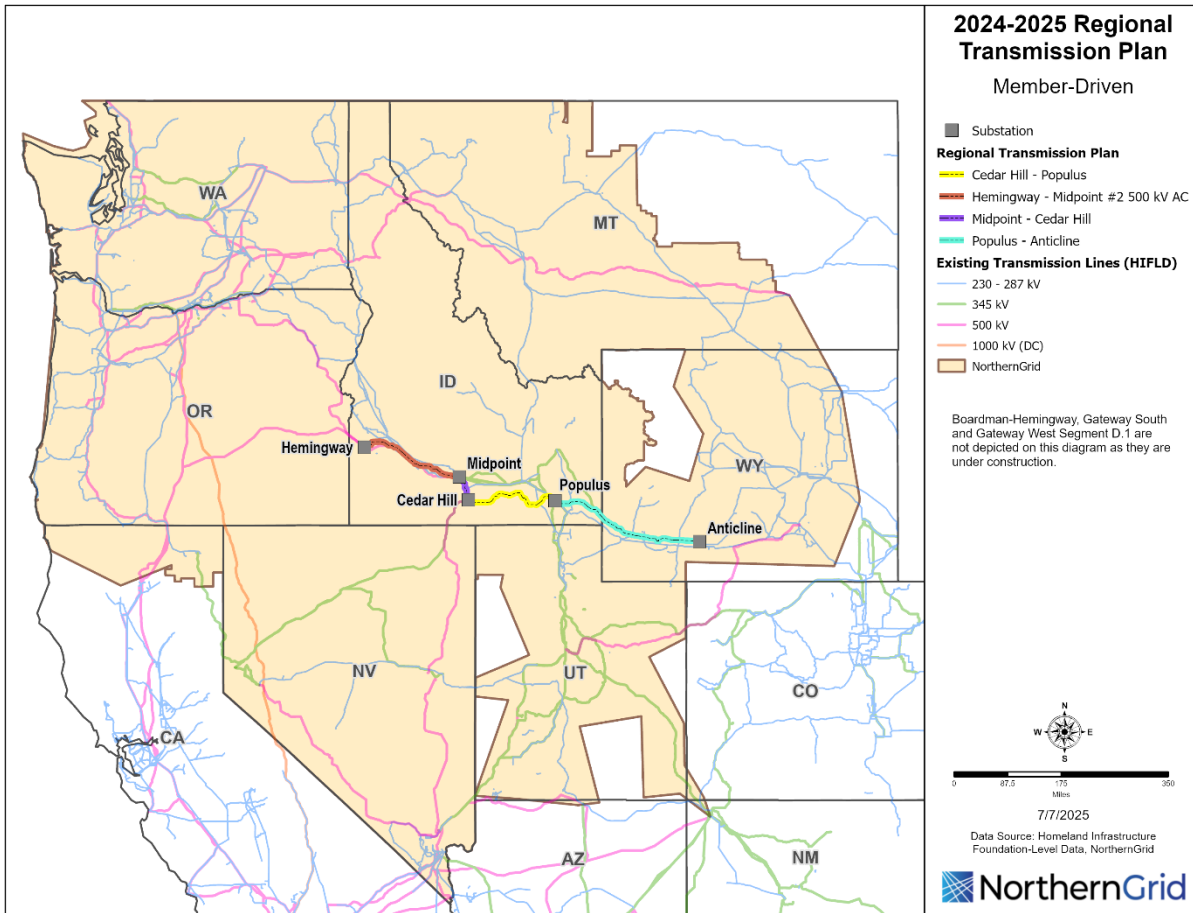 2024-2025 Regional
Transmission Plan
Member-Driven
Substation
Regional Transmission Plan
Cedar Hill - Populus
Hemingway - Midpoint #2 500 kV AC
Midpoint - Cedar Hill
Populus - Anticline
Existing Transmission Lines (HIFLD)
230 - 287 kV
345 kV
500 kV
1000 kV (DC)
NorthernGrid
Boardman-Hemingway, Gateway South
and Gateway West Segment D.1 are
not depicted on this diagram as they are
under construction.
WA
MT
ID
OR
Hemingway
Midpoint
WY
Cedar Hill
Populus
Anticline
NV
UT
CO
CA
AZ
NM
N
W E
S
0 87.5 175 350
Miles
7/7/2025
Data Source: Homeland Infrastructure
Foundation-Level Data, NorthernGrid
NorthernGrid